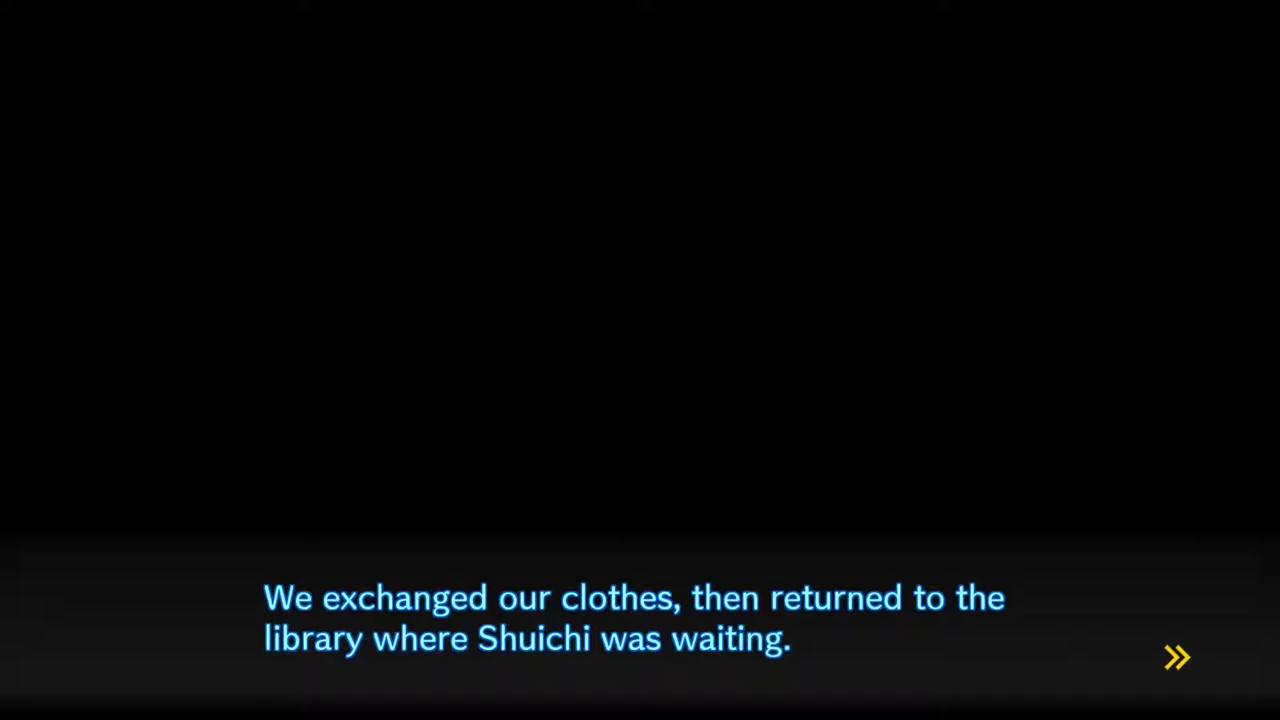 We exchanged our clothes, then returned to the
library where Shuichi was waiting.